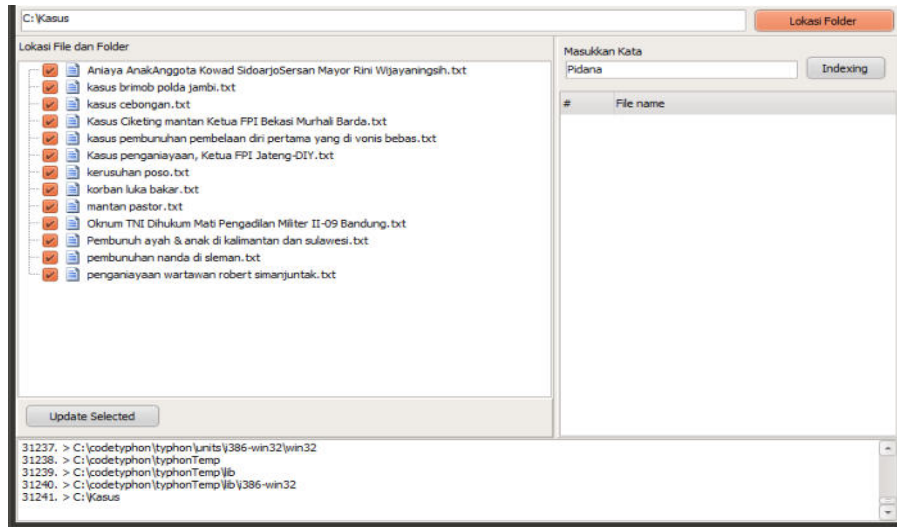 C:\Kasus
Lokasi Folder
Lokasi File dan Folder
Aniaya AnakAnggota Kowad SidoarjoSersan Mayor Rini Wijayaningsih.txt
kasus brimob polda jambi.txt
kasus cebongan.txt
Kasus Ciketing mantan Ketua FPI Bekasi Murhali Barda.txt
kasus pembunuhan pembelaan diri pertama yang di vonis bebas.txt
Kasus penganiayaan, Ketua FPI Jateng-DIY.txt
kerusuhan poso.txt
korban luka bakar.txt
mantan pastor.txt
Oknum TNI Dihukum Mati Pengadilan Militer II-09 Bandung.txt
Pembunuh ayah & anak di kalimantan dan sulawesi.txt
pembunuhan nanda di sleman.txt
penganiayaan wartawan robert simanjuntak.txt
Update Selected
Masukkan Kata
Pidana
Indexing
# File name
31237. > C:\codetyphon\typhon\units\i386-win32\win32
31238. > C:\codetyphon\typhonTemp
31239. > C:\codetyphon\typhonTemp\lib
31240. > C:\codetyphon\typhonTemp\lib\i386-win32
31241. > C:\Kasus